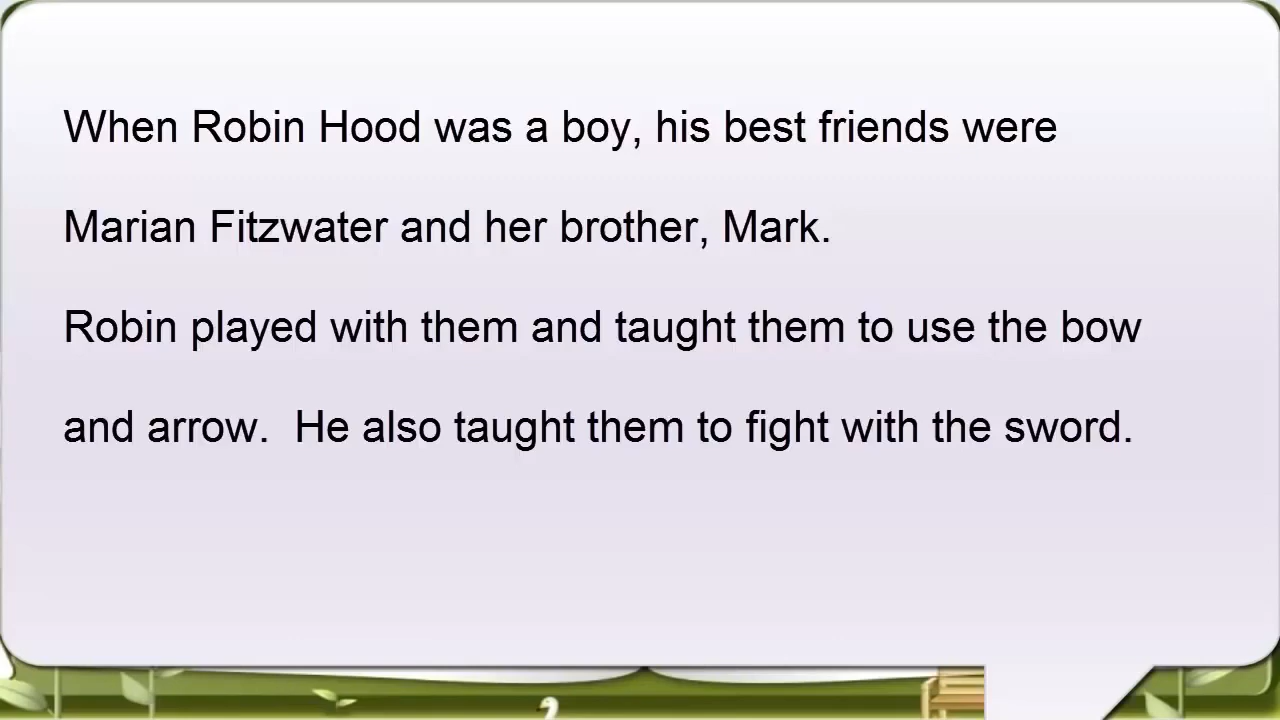 When Robin Hood was a boy, his best friends were
Marian Fitzwater and her brother, Mark.
Robin played with them and taught them to use the bow
and arrow.  He also taught them to fight with the sword.